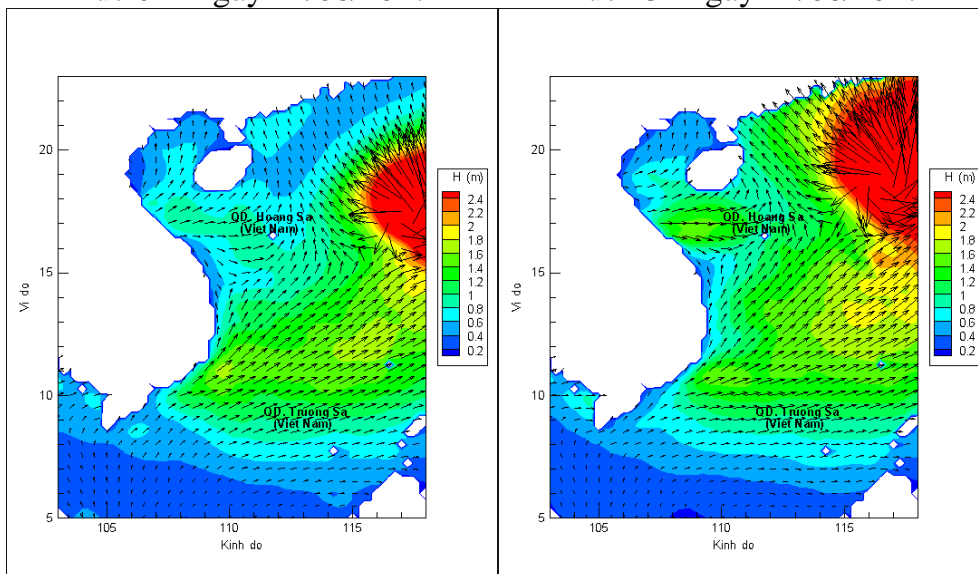 H (m)
2.4
2.2
2
1.8
1.6
1.4
1.2
1
0.8
0.6
0.4
0.2
QD. Hoang Sa
(Viet Nam)
QD. Truong Sa
(Viet Nam)
Vi do
20
15
10
5
105
110
115
Kinh do
H (m)
2.4
2.2
2
1.8
1.6
1.4
1.2
1
0.8
0.6
0.4
0.2
QD. Hoang Sa
(Viet Nam)
QD. Truong Sa
(Viet Nam)
Vi do
20
15
10
5
105
110
115
Kinh do